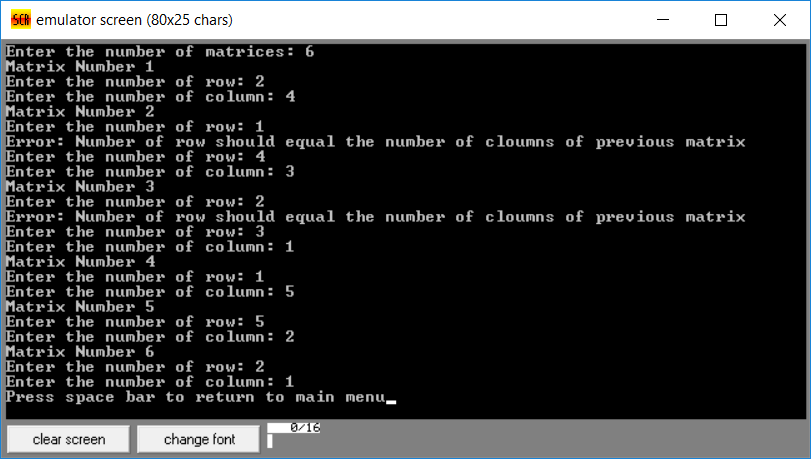 emulator screen (80x25 chars)
Enter the number of matrices: 6
Matrix Number 1
Enter the number of row: 2
Enter the number of column: 4
Matrix Number 2
Enter the number of row: 1
Error: Number of row should equal the number of cloumns of previous matrix
Enter the number of row: 4
Enter the number of column: 3
Matrix Number 3
Enter the number of row: 2
Error: Number of row should equal the number of cloumns of previous matrix
Enter the number of row: 3
Enter the number of column: 1
Matrix Number 4
Enter the number of row: 1
Enter the number of column: 5
Matrix Number 5
Enter the number of row: 5
Enter the number of column: 2
Matrix Number 6
Enter the number of row: 2
Enter the number of column: 1
Press space bar to return to main menu
clear screen change font 0/16